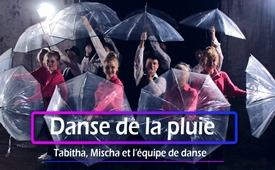 Danse de la pluie
Tabitha, Mischa et l'équipe de danse